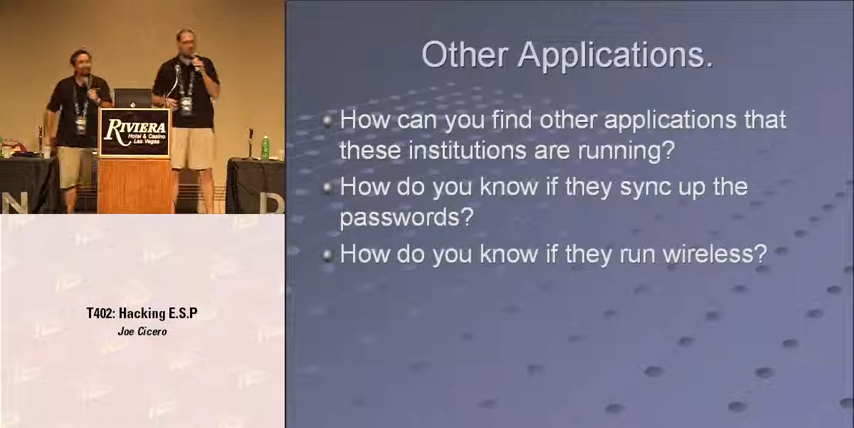 RIVIERA
Hotel & Casino
Las Vegas
N
D
T402: Hacking E.S.P
Joe Cicero
Other Applications.
How can you find other applications that
these institutions are running?
How do you know if they sync up the
passwords?
How do you know if they run wireless?